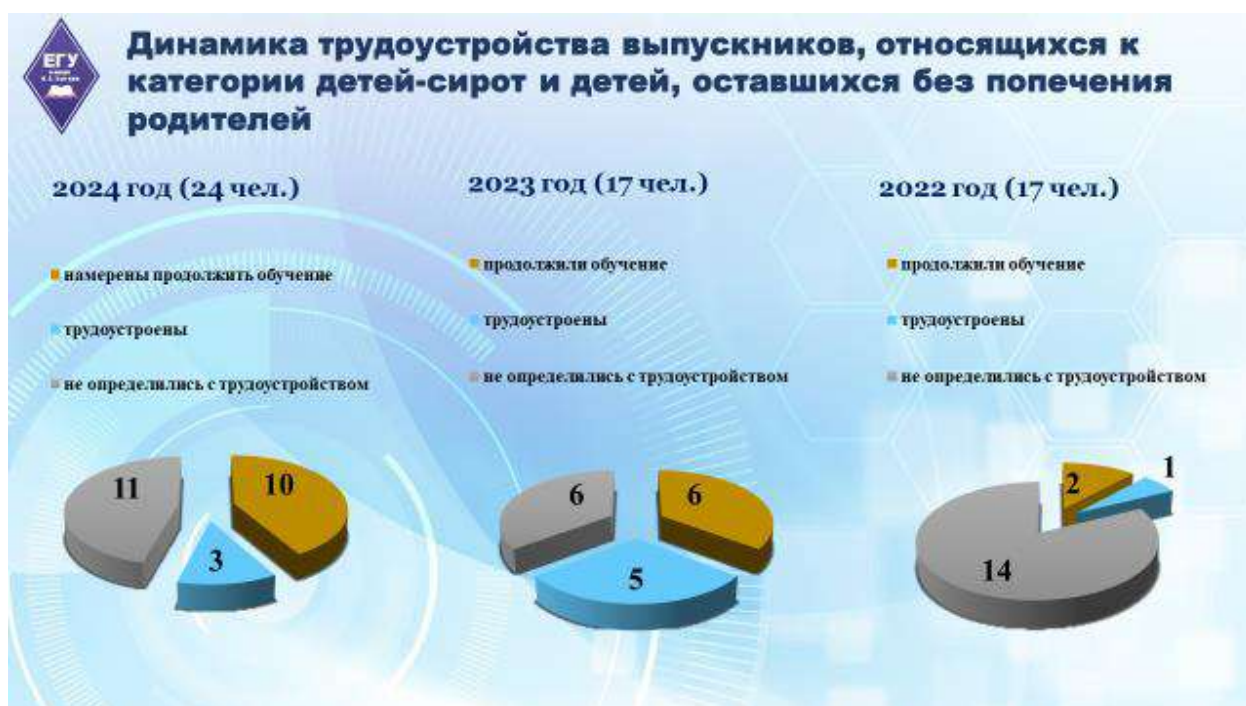 ЕГУ
Динамика трудоустройства выпускников, относящихся к
категории детей-сирот и детей, оставшихся без попечения
родителей
2024 год (24 чел.)
намерены продолжить обучение
трудоустроены
не определились с трудоустройством
11
10
3
2023 год (17 чел.)
продолжили обучение
трудоустроены
не определились с трудоустройством
6
6
5
2022 год (17 чел.)
продолжили обучение
трудоустроены
не определились с трудоустройством
2
1
14